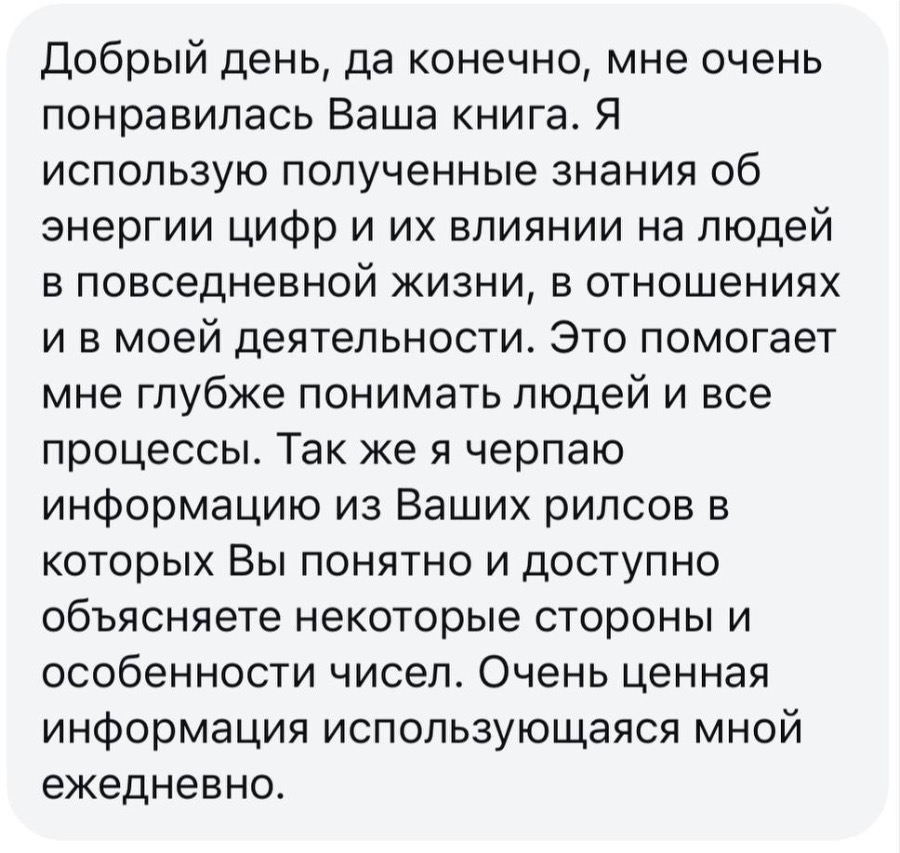 Добрый день, да конечно, мне очень
понравилась Ваша книга. Я
использую полученные знания об
энергии цифр и их влиянии на людей
в повседневной жизни, в отношениях
и в моей деятельности. Это помогает
мне глубже понимать людей и все
процессы. Так же я черпаю
информацию из Ваших рилсов в
которых Вы понятно и доступно
объясняете некоторые стороны и
особенности чисел. Очень ценная
информация использующаяся мной
ежедневно.